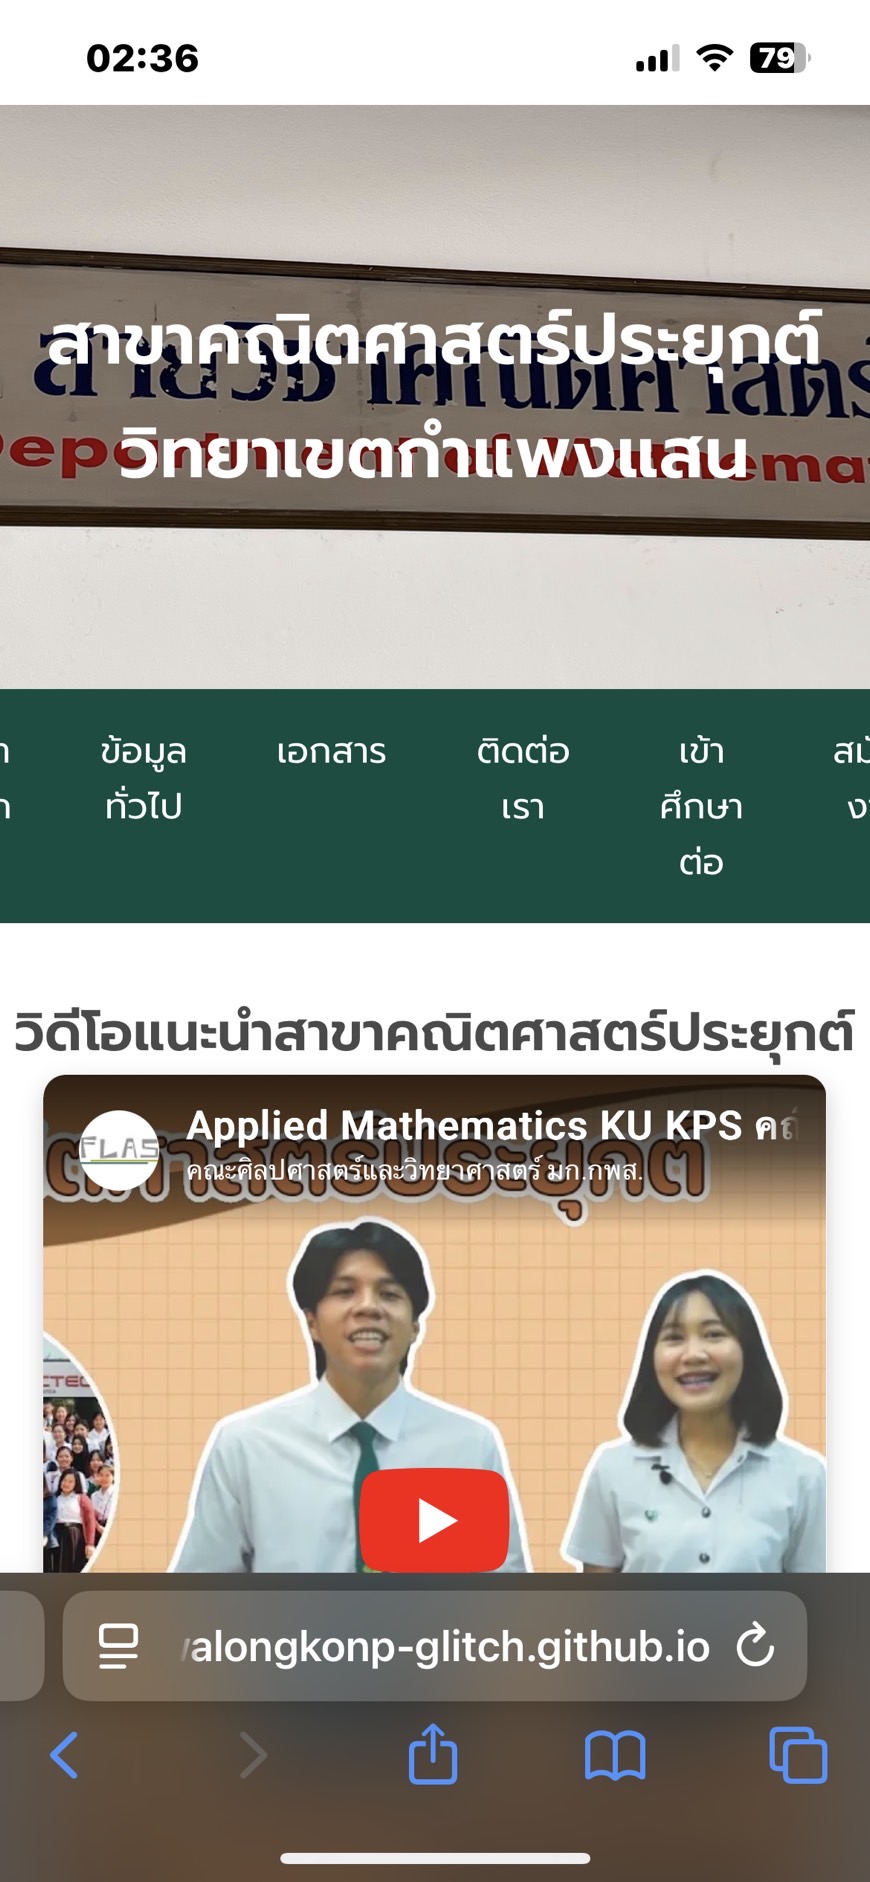 02:36
79
สาขาคณิตศาสตร์ประยุกต์
วิทยาเขตกำแพงแสน
ข้อมูล
ทั่วไป
เอกสาร
ติดต่อ
เรา
เข้า
ศึกษา
ต่อ
วิดีโอแนะนำสาขาคณิตศาสตร์ประยุกต์
FLAS
Applied Mathematics KU KPS
คณะศิลปศาสตร์และวิทยาศาสตร์ มก.กพส.
alongkonp-glitch.github.io